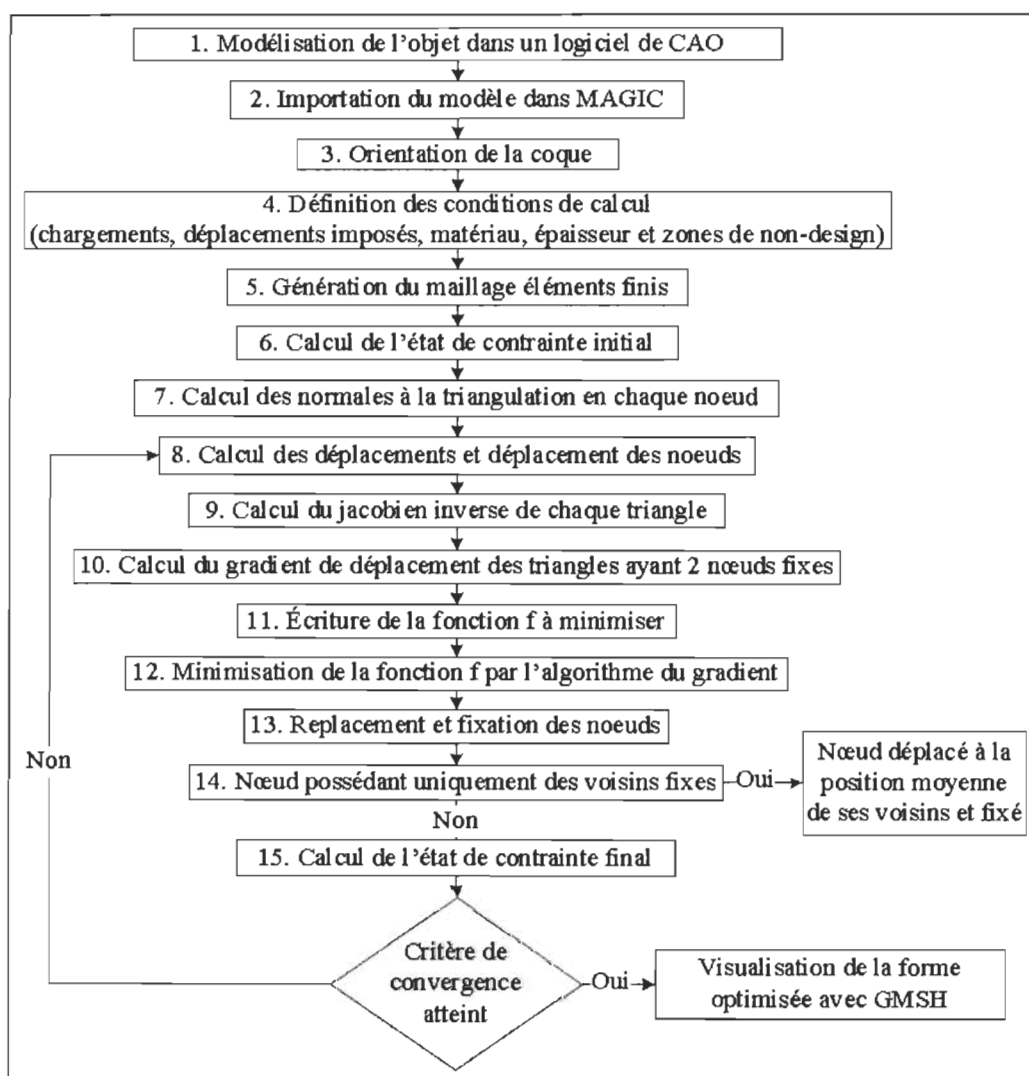 1. Modélisation de l'objet dans un logiciel de CAO
2. Importation du modèle dans MAGIC
3. Orientation de la coque
4. Définition des conditions de calcul
(chargements, déplacements imposés, matériau, épaisseur et zones de non-design)
5. Génération du maillage éléments finis
6. Calcul de l'état de contrainte initial
7. Calcul des normales à la triangulation en chaque noeud
8. Calcul des déplacements et déplacement des noeuds
9. Calcul du jacobien inverse de chaque triangle
10. Calcul du gradient de déplacement des triangles ayant 2 nœuds fixes
11. Écriture de la fonction f à minimiser
12. Minimisation de la fonction f par l'algorithme du gradient
13. Replacement et fixation des noeuds
Non
14. Nœud possédant uniquement des voisins fixes
Oui
Nœud déplacé à la
position moyenne
de ses voisins et fixé
Non
15. Calcul de l'état de contrainte final
Critère de
convergence
atteint
Oui
Visualisation de la forme
optimisée avec GMSH